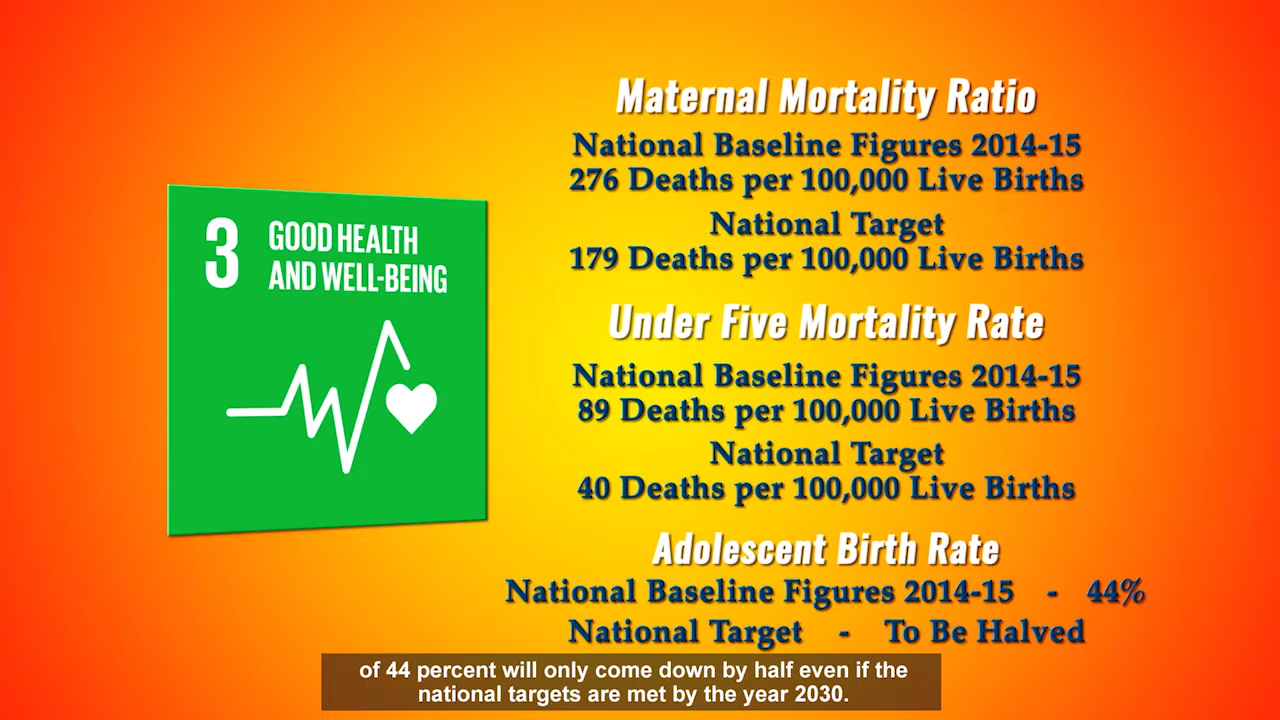 3
GOOD HEALTH
AND WELL-BEING
Maternal Mortality Ratio
National Baseline Figures 2014-15
276 Deaths per 100,000 Live Births
National Target
179 Deaths per 100,000 Live Births
Under Five Mortality Rate
National Baseline Figures 2014-15
89 Deaths per 100,000 Live Births
National Target
40 Deaths per 100,000 Live Births
Adolescent Birth Rate
National Baseline Figures 2014-15 - 44%
National Target - To Be Halved
of 44 percent will only come down by half even if the
national targets are met by the year 2030.